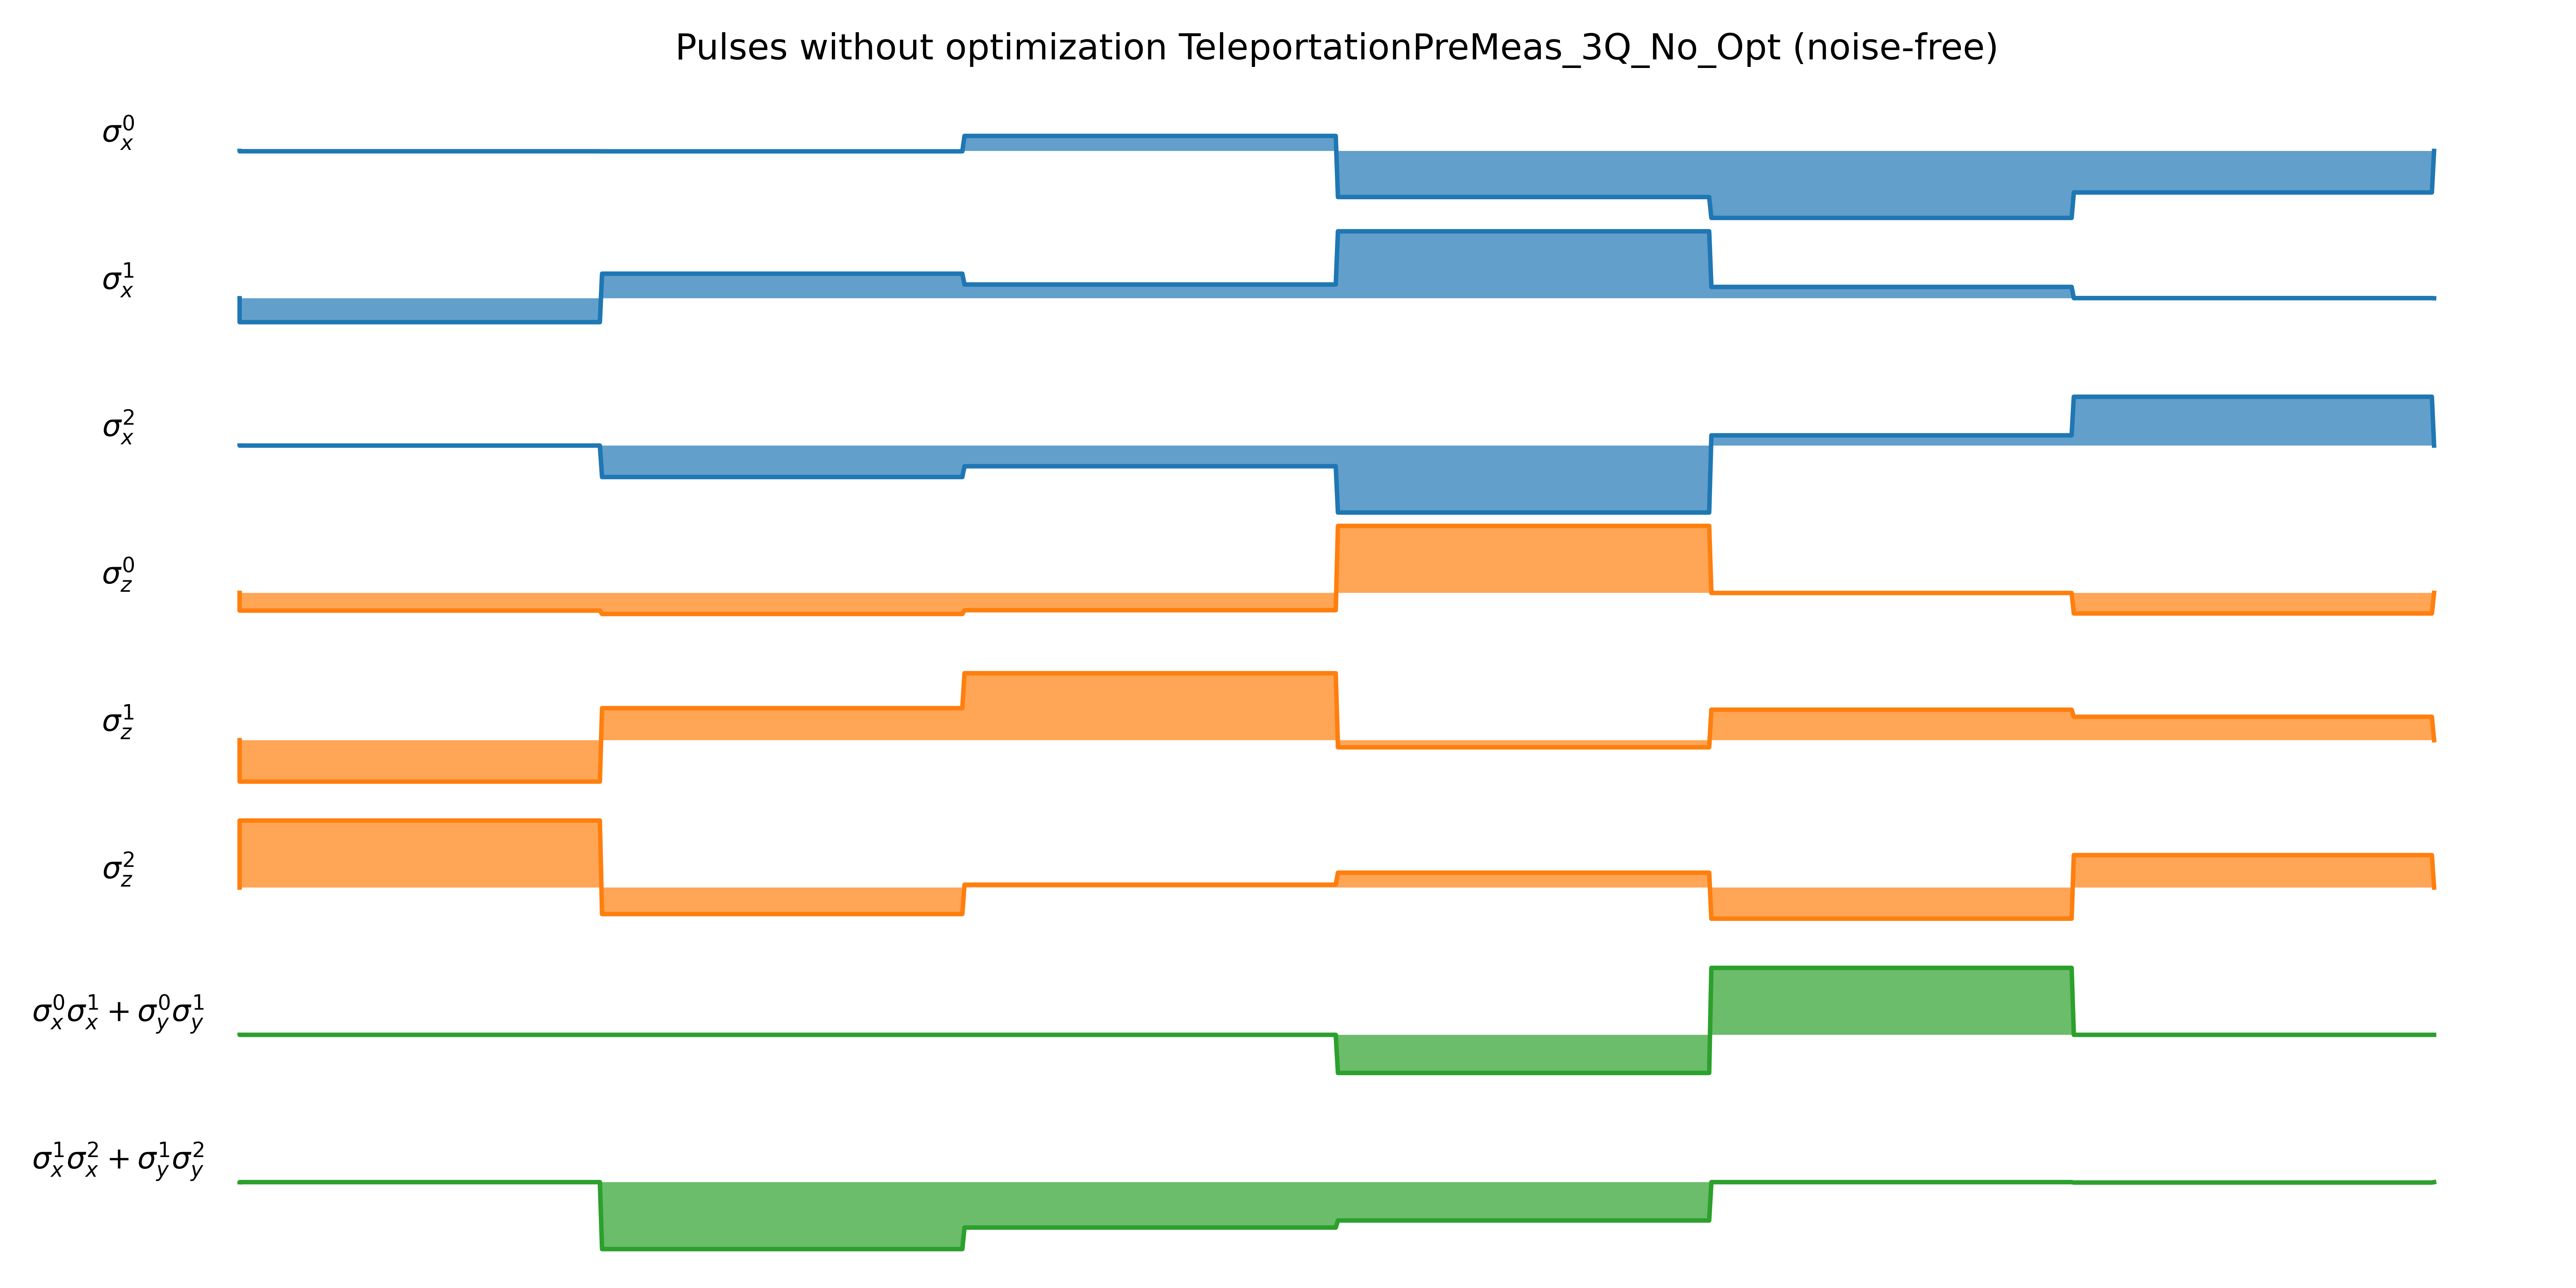 Pulses without optimization TeleportationPreMeas_3Q_No_Opt (noise-free)
σ_x^0
σ_x^1
σ_x^2
σ_z^0
σ_z^1
σ_z^2
σ_x^0σ_x^1 + σ_y^0σ_y^1
σ_x^1σ_x^2 + σ_y^1σ_y^2